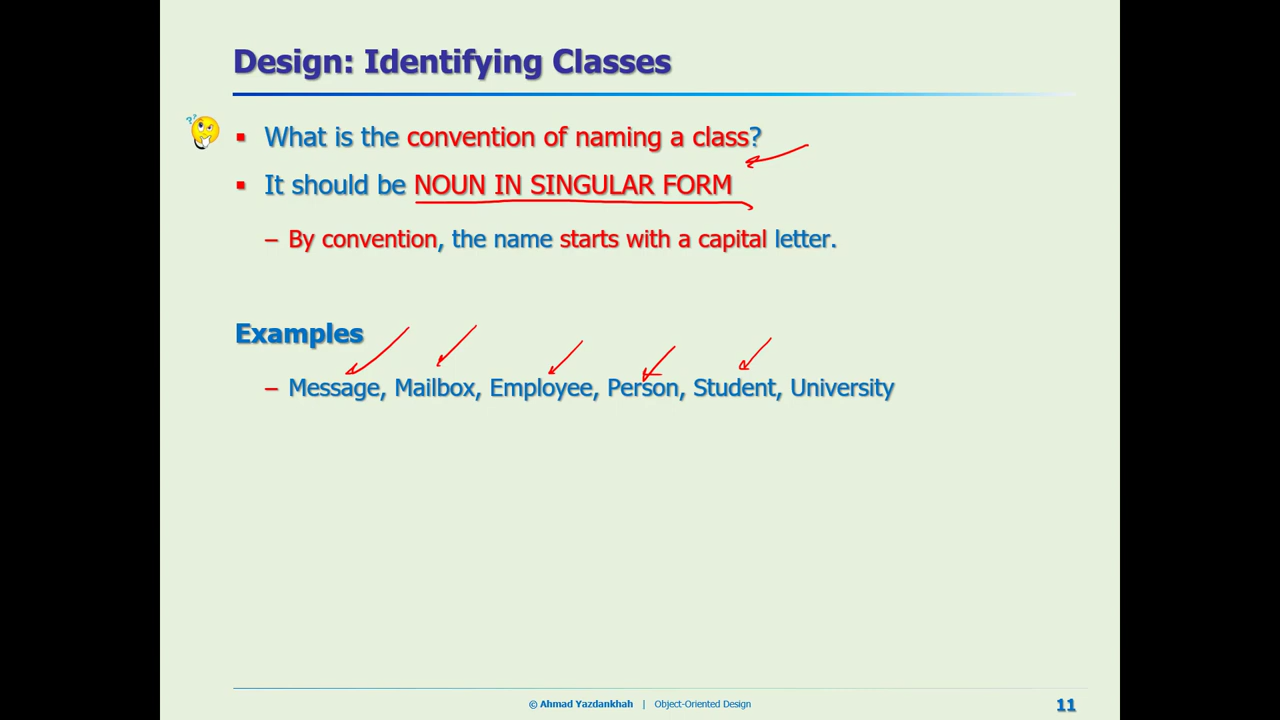 Design: Identifying Classes
What is the convention of naming a class?
It should be NOUN IN SINGULAR FORM
– By convention, the name starts with a capital letter.
Examples
– Message, Mailbox, Employee, Person, Student, University
© Ahmad Yazdankhah | Object-Oriented Design 11